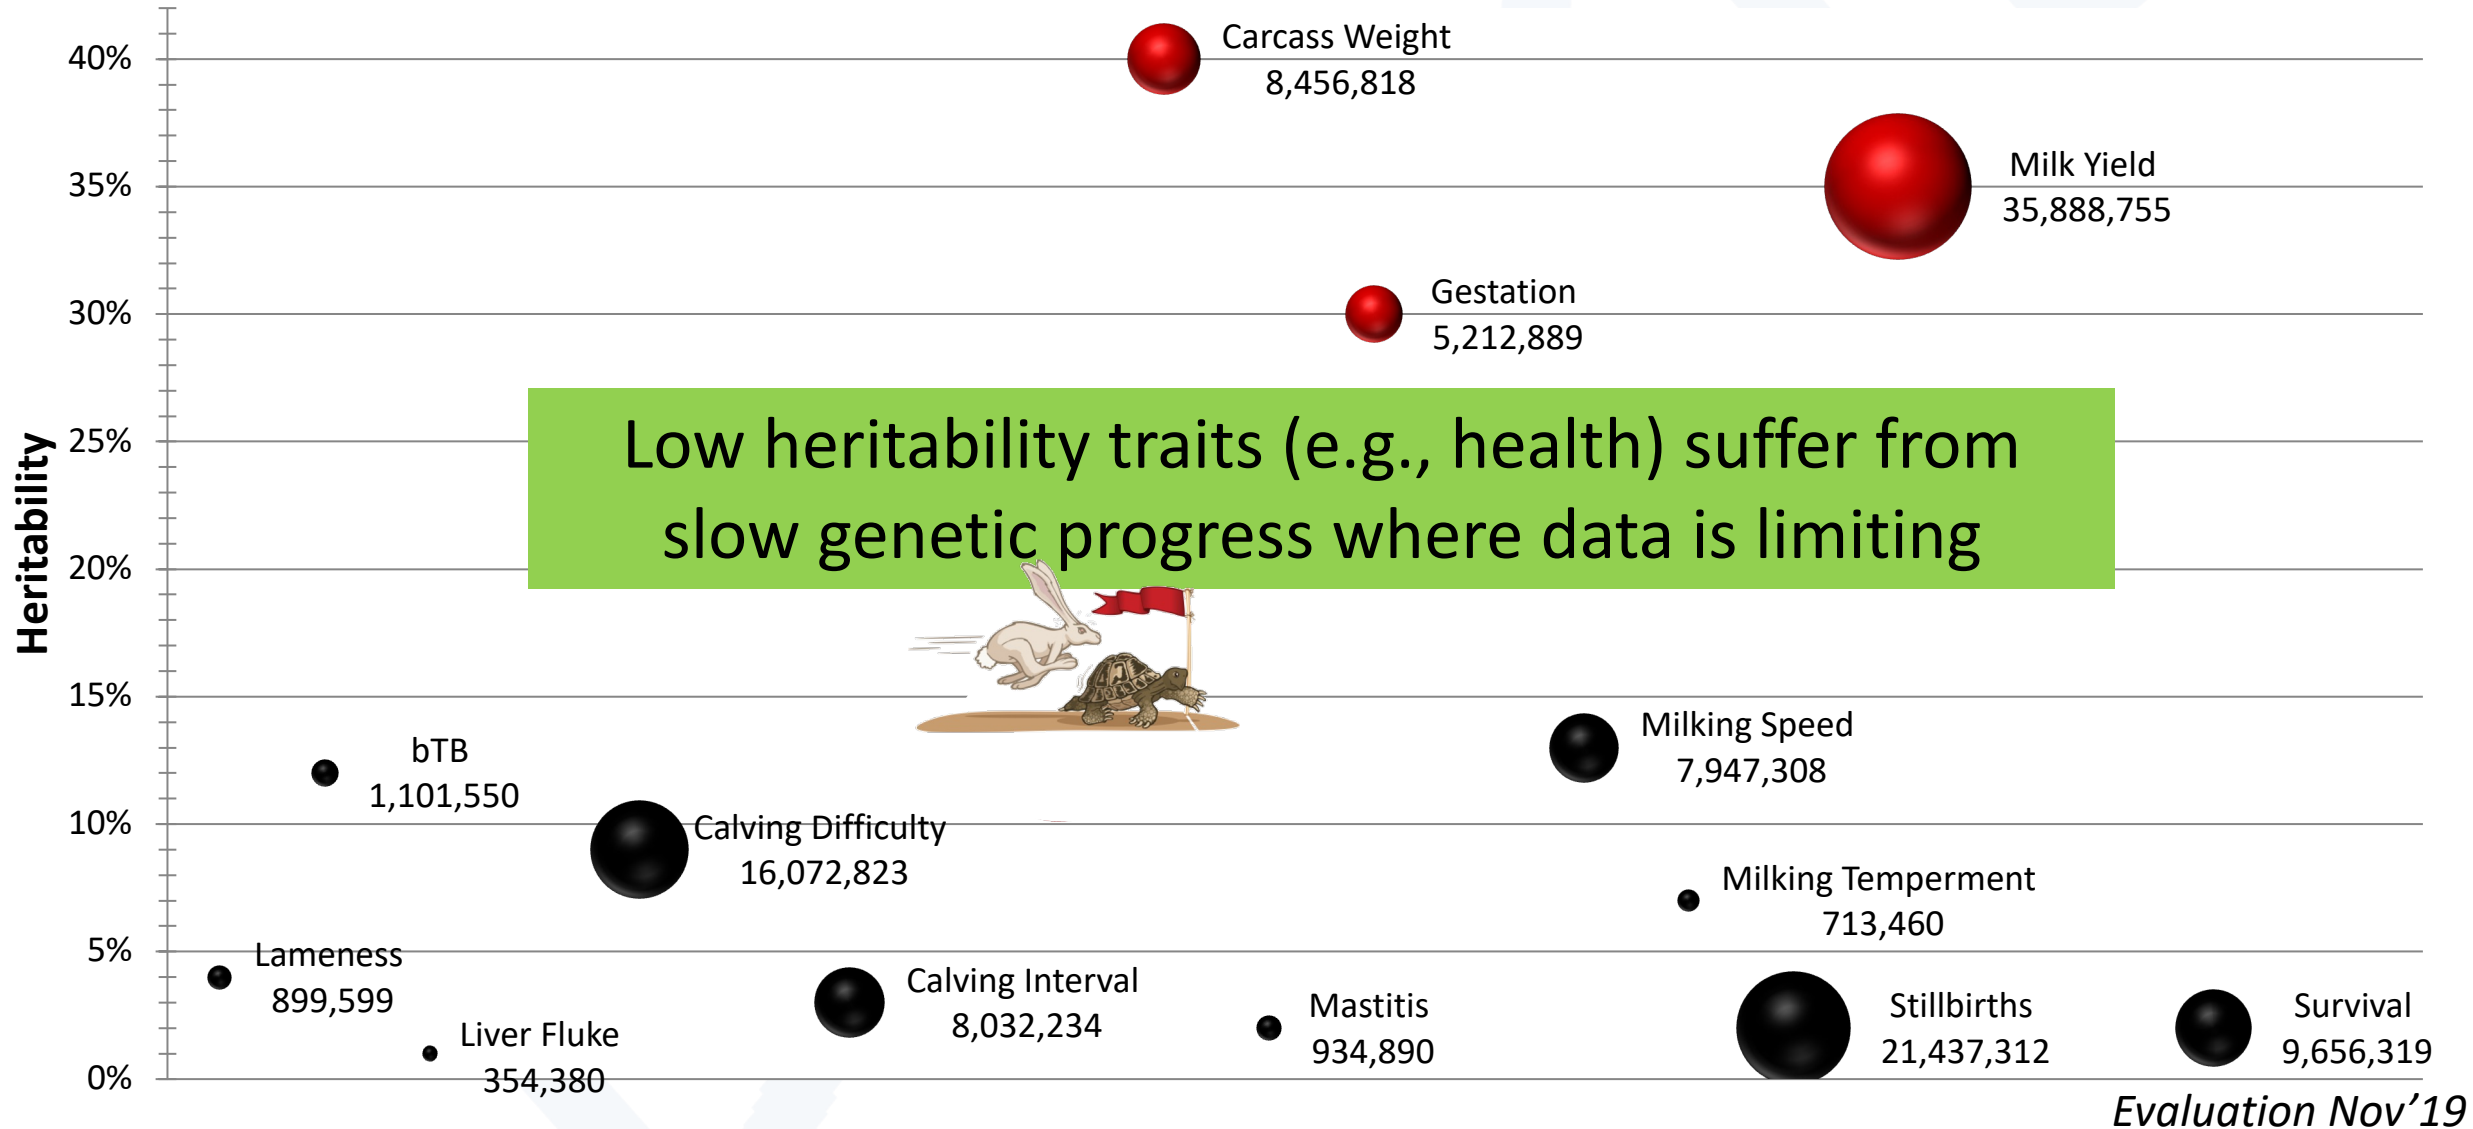 Carcass Weight
8,456,818
Milk Yield
35,888,755
Gestation
5,212,889
Heritability
40%
35%
30%
25%
20%
15%
10%
5%
0%
Low heritability traits (e.g., health) suffer from
slow genetic progress where data is limiting
Milking Speed
7,947,308
bTB
1,101,550
Calving Difficulty
16,072,823
Milking Temperment
713,460
Lameness
899,599
Calving Interval
8,032,234
Mastitis
934,890
Stillbirths
21,437,312
Survival
9,656,319
Liver Fluke
354,380
Evaluation Nov'19